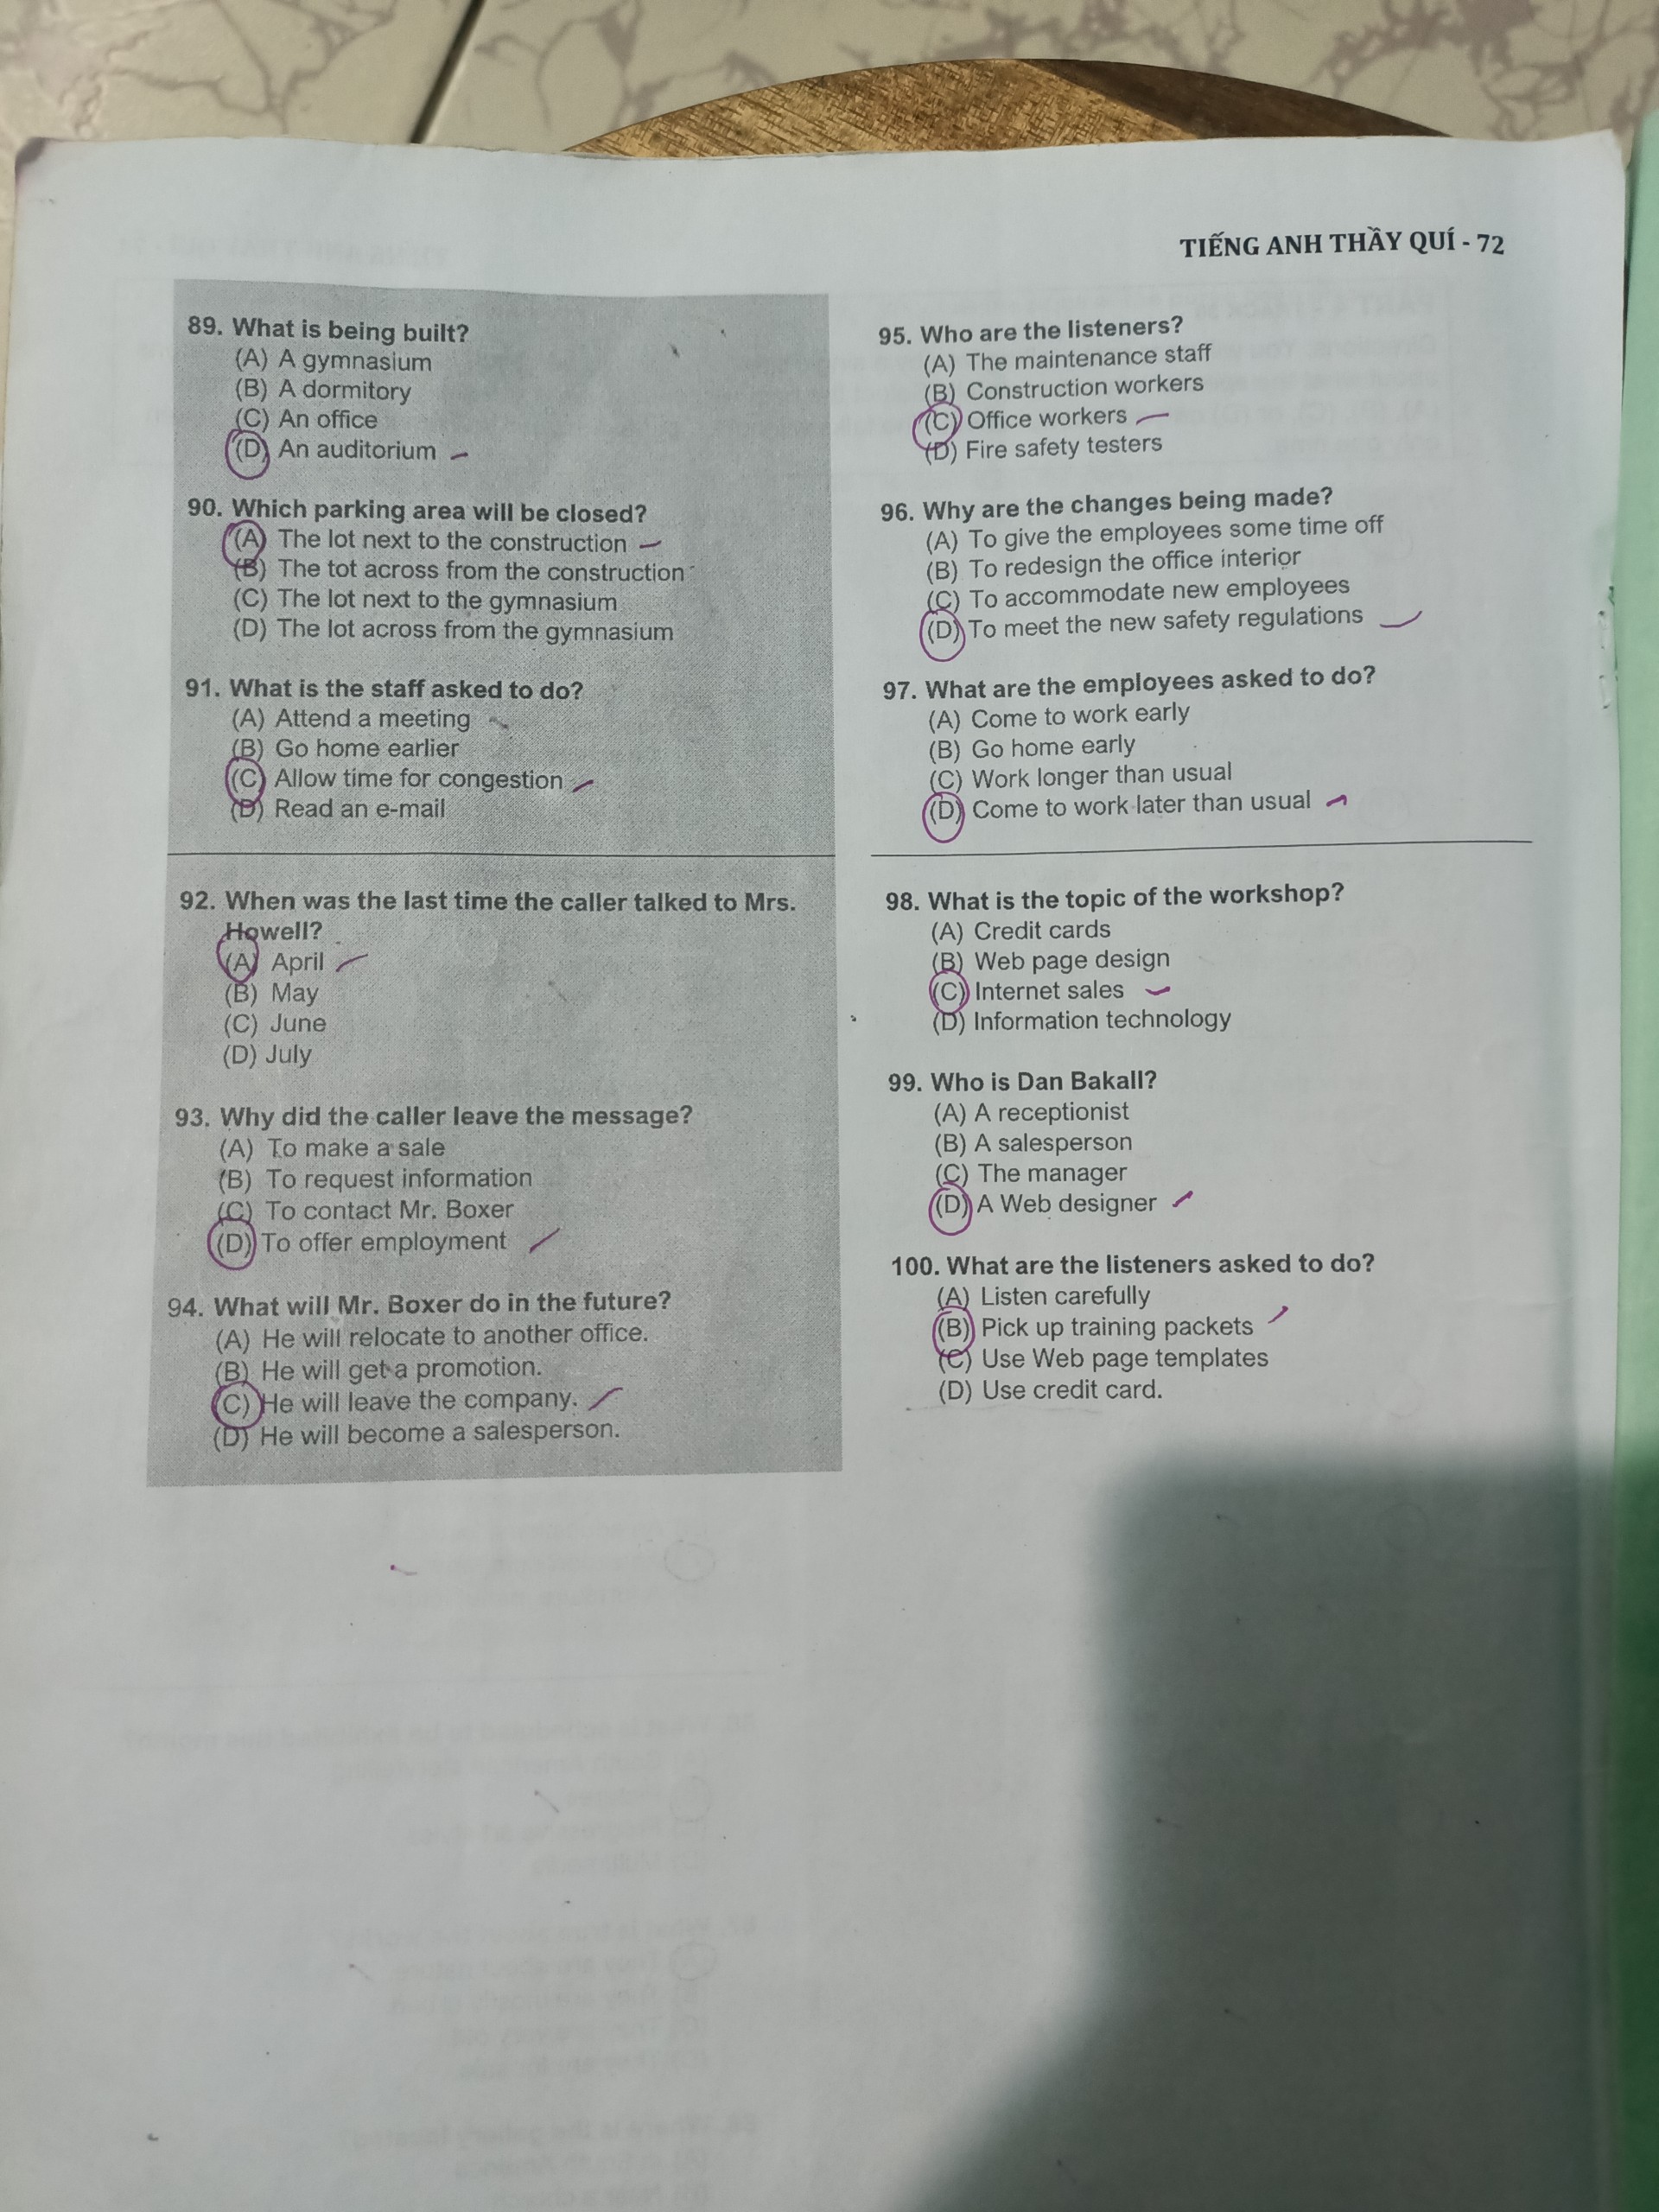 TIẾNG ANH THẦY QUÍ - 72
89. What is being built?
(A) A gymnasium
(B) A dormitory
(C) An office
(D) An auditorium
90. Which parking area will be closed?
(A) The lot next to the construction
(B) The tot across from the construction
(C) The lot next to the gymnasium
(D) The lot across from the gymnasium
91. What is the staff asked to do?
(A) Attend a meeting
(B) Go home earlier
(C) Allow time for congestion
(D) Read an e-mail
92. When was the last time the caller talked to Mrs.
Howell?
(A) April
(B) May
(C) June
(D) July
93. Why did the caller leave the message?
(A) To make a sale
(B) To request information
(C) To contact Mr. Boxer
(D) To offer employment
94. What will Mr. Boxer do in the future?
(A) He will relocate to another office.
(B) He will get a promotion.
(C) He will leave the company.
(D) He will become a salesperson.
95. Who are the listeners?
(A) The maintenance staff
(B) Construction workers
(C) Office workers
(D) Fire safety testers
96. Why are the changes being made?
(A) To give the employees some time off
(B) To redesign the office interior
(C) To accommodate new employees
(D) To meet the new safety regulations
97. What are the employees asked to do?
(A) Come to work early
(B) Go home early
(C) Work longer than usual
(D) Come to work later than usual
98. What is the topic of the workshop?
(A) Credit cards
(B) Web page design
(C) Internet sales
(D) Information technology
99. Who is Dan Bakall?
(A) A receptionist
(B) A salesperson
(C) The manager
(D) A Web designer
100. What are the listeners asked to do?
(A) Listen carefully
(B) Pick up training packets
(C) Use Web page templates
(D) Use credit card.